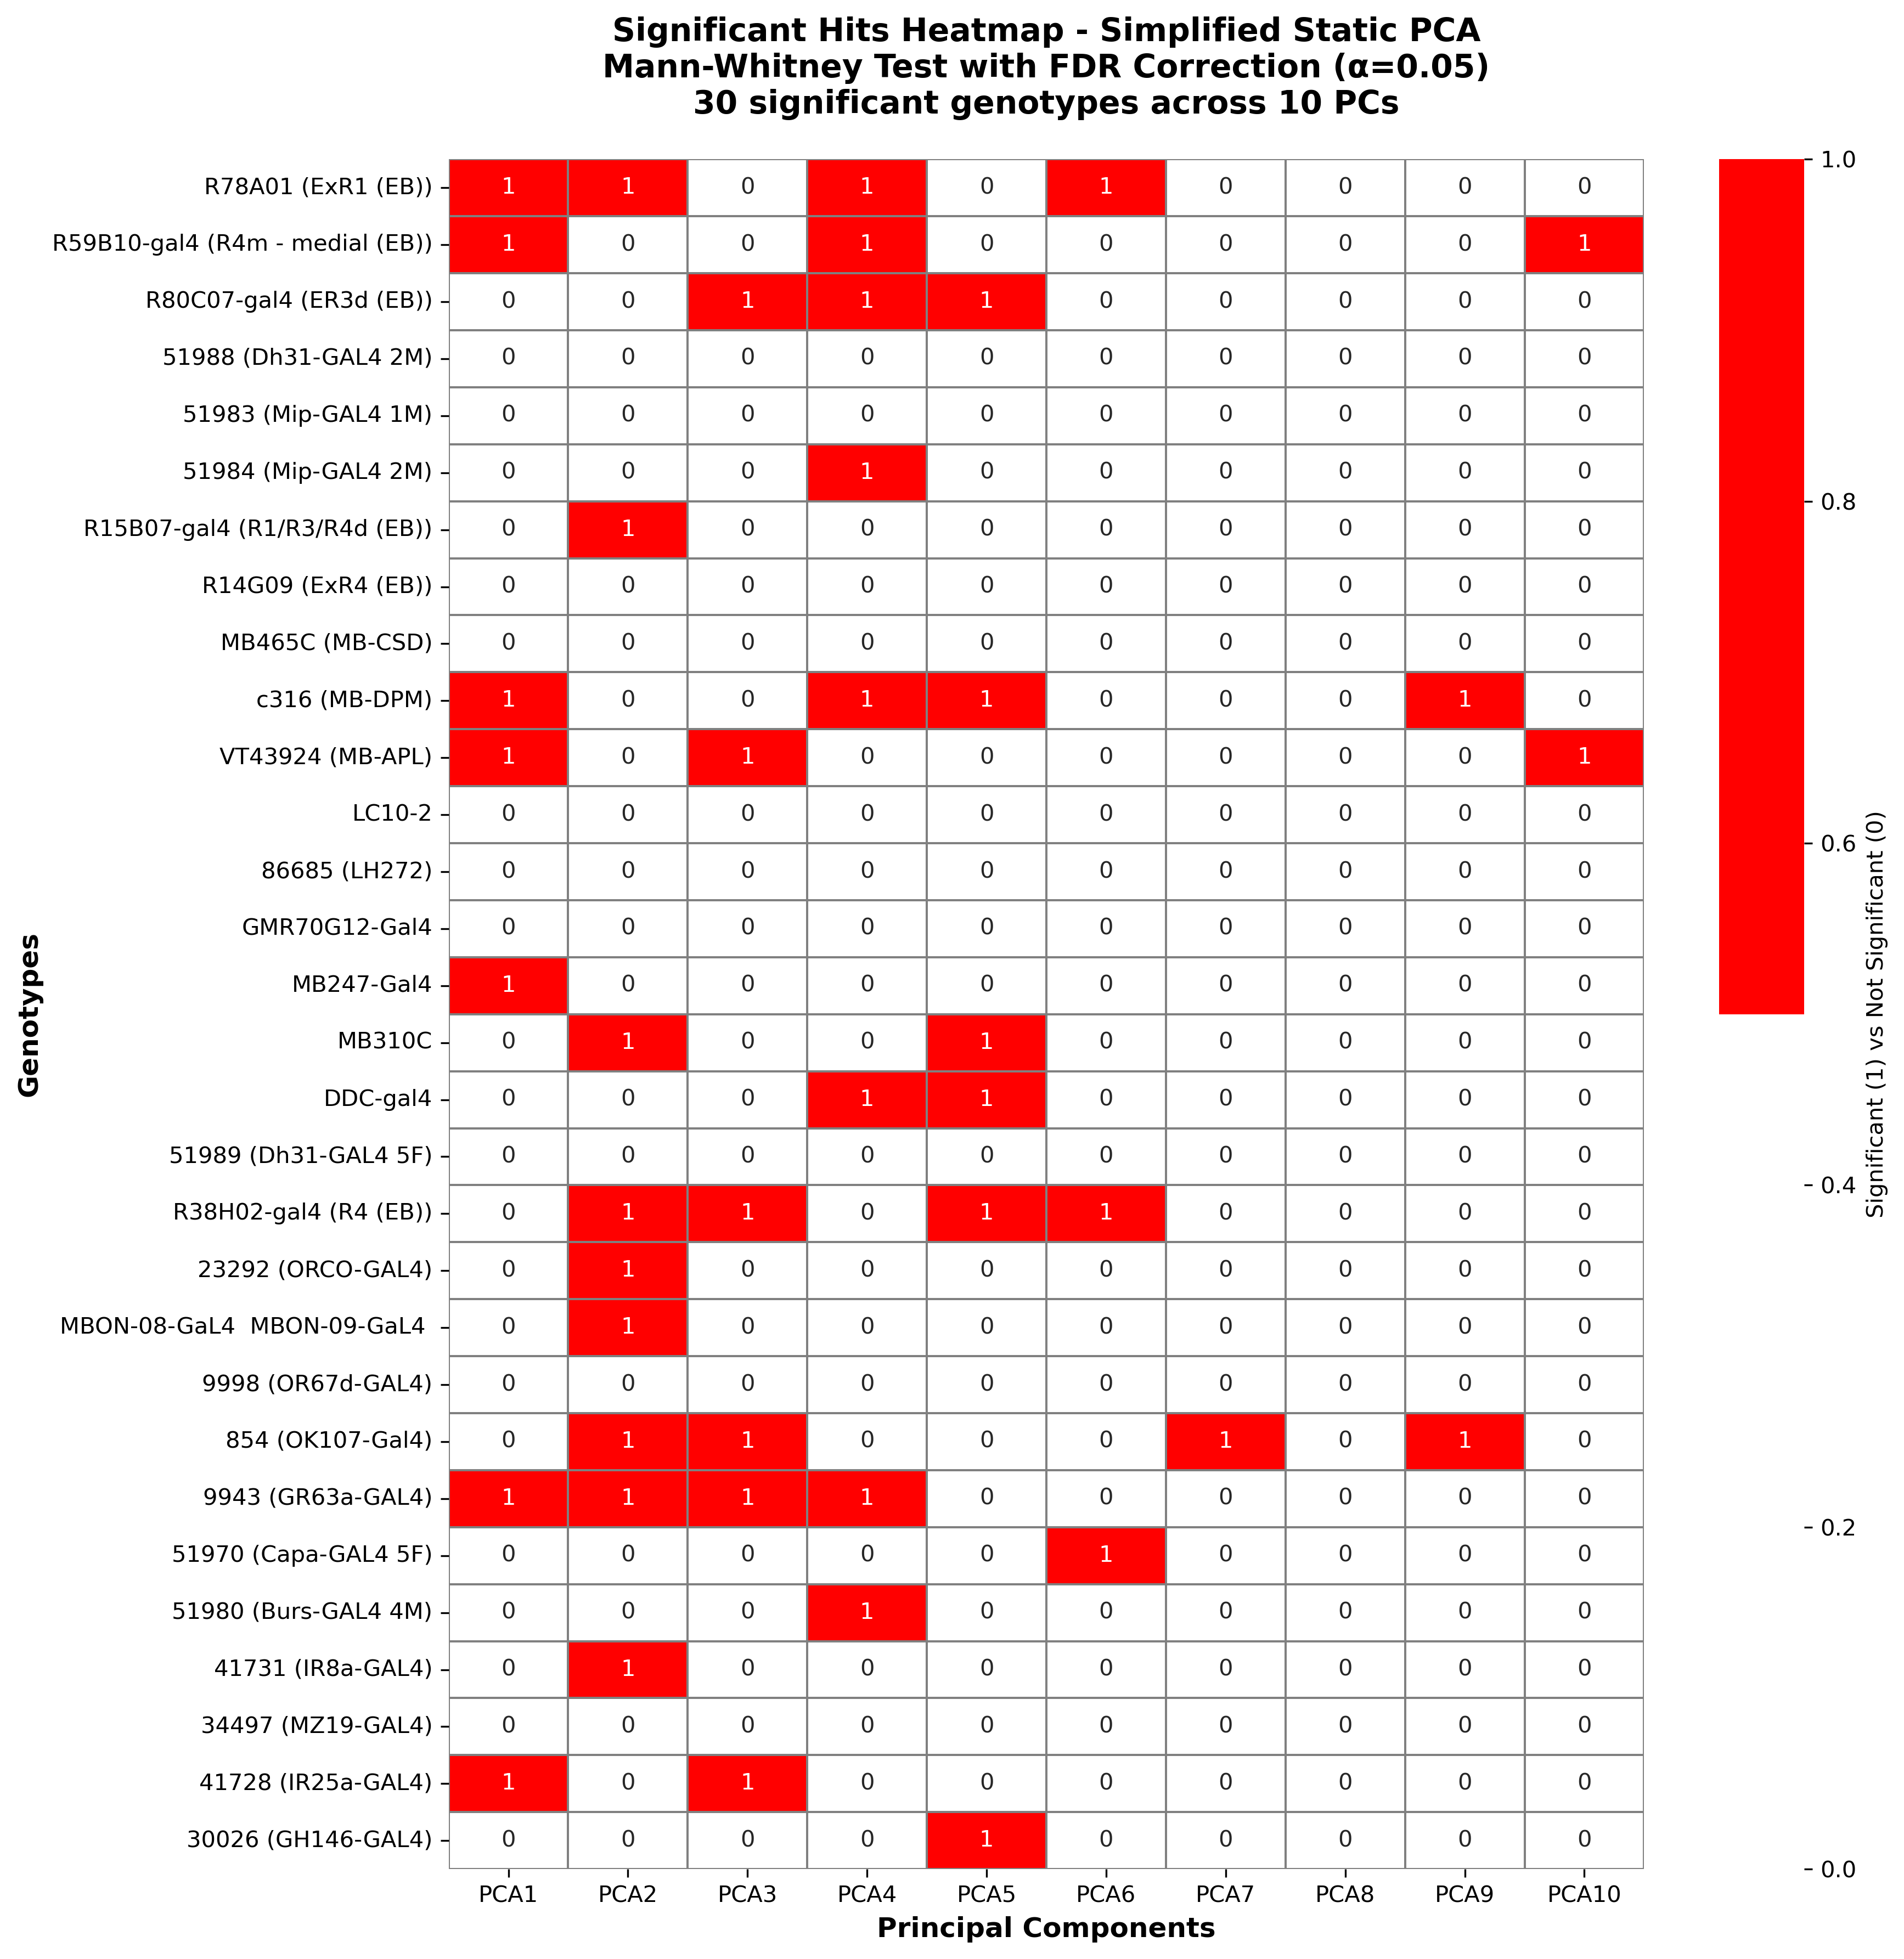 Significant Hits Heatmap - Simplified Static PCA
Mann-Whitney Test with FDR Correction (α=0.05)
30 significant genotypes across 10 PCs
R78A01 (ExR1 (EB)) 1 1 0 1 0 1 0 0 0 0
R59B10-gal4 (R4m - medial (EB)) 1 0 0 1 0 0 0 0 0 1
R80C07-gal4 (ER3d (EB)) 0 0 1 1 1 0 0 0 0 0
51988 (Dh31-GAL4 2M) 0 0 0 0 0 0 0 0 0 0
51983 (Mip-GAL4 1M) 0 0 0 0 0 0 0 0 0 0
51984 (Mip-GAL4 2M) 0 0 0 1 0 0 0 0 0 0
R15B07-gal4 (R1/R3/R4d (EB)) 0 1 0 0 0 0 0 0 0 0
R14G09 (ExR4 (EB)) 0 0 0 0 0 0 0 0 0 0
MB465C (MB-CSD) 0 0 0 0 0 0 0 0 0 0
c316 (MB-DPM) 1 0 0 1 1 0 0 0 1 0
VT43924 (MB-APL) 1 0 1 0 0 0 0 0 0 1
LC10-2 0 0 0 0 0 0 0 0 0 0
86685 (LH272) 0 0 0 0 0 0 0 0 0 0
GMR70G12-Gal4 0 0 0 0 0 0 0 0 0 0
MB247-Gal4 1 0 0 0 0 0 0 0 0 0
MB310C 0 1 0 0 1 0 0 0 0 0
DDC-gal4 0 0 0 1 1 0 0 0 0 0
51989 (Dh31-GAL4 5F) 0 0 0 0 0 0 0 0 0 0
R38H02-gal4 (R4 (EB)) 0 1 1 0 1 1 0 0 0 0
23292 (ORCO-GAL4) 0 1 0 0 0 0 0 0 0 0
MBON-08-GaL4  MBON-09-GaL4 0 1 0 0 0 0 0 0 0 0
9998 (OR67d-GAL4) 0 0 0 0 0 0 0 0 0 0
854 (OK107-Gal4) 0 1 1 0 0 0 1 0 1 0
9943 (GR63a-GAL4) 1 1 1 1 0 0 0 0 0 0
51970 (Capa-GAL4 5F) 0 0 0 0 0 1 0 0 0 0
51980 (Burs-GAL4 4M) 0 0 0 1 0 0 0 0 0 0
41731 (IR8a-GAL4) 0 1 0 0 0 0 0 0 0 0
34497 (MZ19-GAL4) 0 0 0 0 0 0 0 0 0 0
41728 (IR25a-GAL4) 1 0 1 0 0 0 0 0 0 0
30026 (GH146-GAL4) 0 0 0 0 1 0 0 0 0 0
PCA1 PCA2 PCA3 PCA4 PCA5 PCA6 PCA7 PCA8 PCA9 PCA10
Principal Components
Genotypes
1.0
0.8
0.6
0.4
0.2
0.0
Significant (1) vs Not Significant (0)